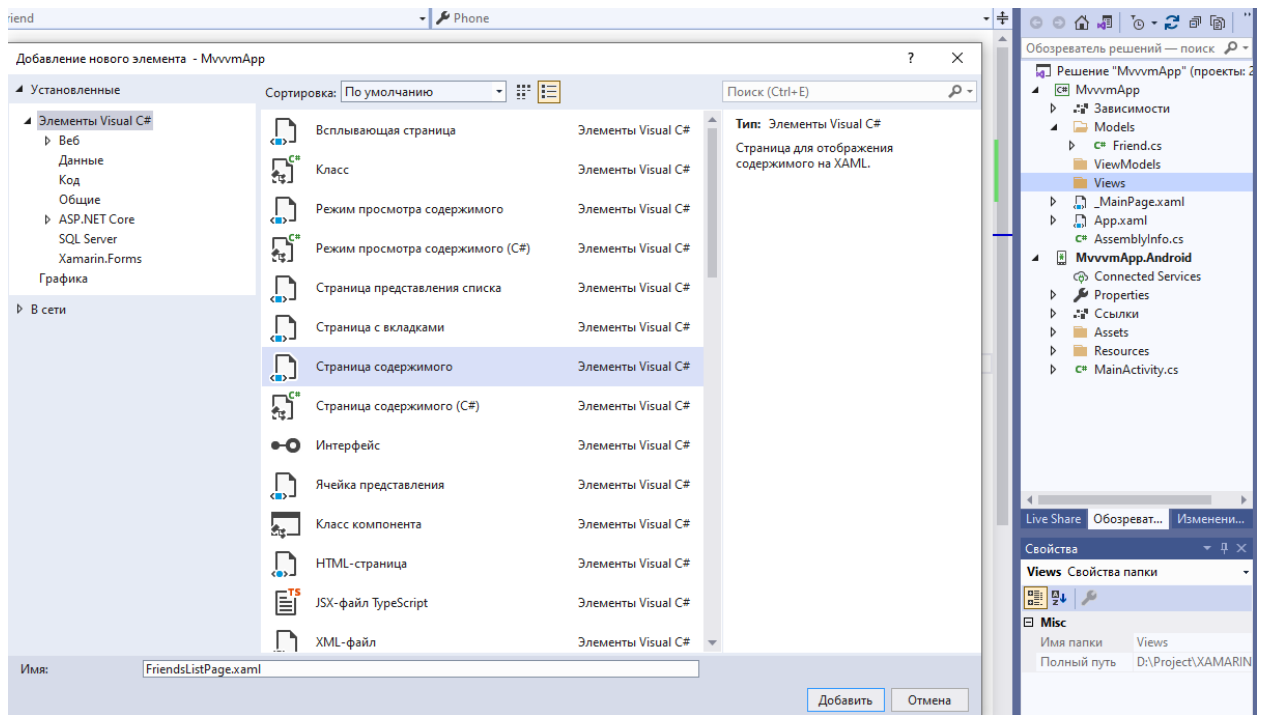 riend
Phone
Добавление нового элемента - MvvvmApp
?
Установленные
Сортировка: По умолчанию
Поиск (Ctrl+E)
Элементы Visual C#
Веб
Данные
Код
Общие
ASP.NET Core
SQL Server
Xamarin.Forms
Графика
В сети
Всплывающая страница Элементы Visual C#
Класс Элементы Visual C#
Режим просмотра содержимого Элементы Visual C#
Режим просмотра содержимого (C#) Элементы Visual C#
Страница представления списка Элементы Visual C#
Страница с вкладками Элементы Visual C#
Страница содержимого Элементы Visual C#
Страница содержимого (C#) Элементы Visual C#
Интерфейс Элементы Visual C#
Ячейка представления Элементы Visual C#
Класс компонента Элементы Visual C#
HTML-страница Элементы Visual C#
JSX-файл TypeScript Элементы Visual C#
XML-файл Элементы Visual C#
Тип: Элементы Visual C#
Страница для отображения
содержимого на XAML.
Имя: FriendsListPage.xaml
Добавить Отмена
Обозреватель решений — поиск
Решение "MvvvmApp" (проекты: 2
C# MvvvmApp
Зависимости
Models
C# Friend.cs
ViewModels
Views
_MainPage.xaml
App.xaml
C# AssemblyInfo.cs
MvvvmApp.Android
Connected Services
Properties
Ссылки
Assets
Resources
C# MainActivity.cs
Live Share Обозреват... Изменени...
Свойства
Views Свойства папки
Misc
Имя папки Views
Полный путь D:\Project\XAMARIN